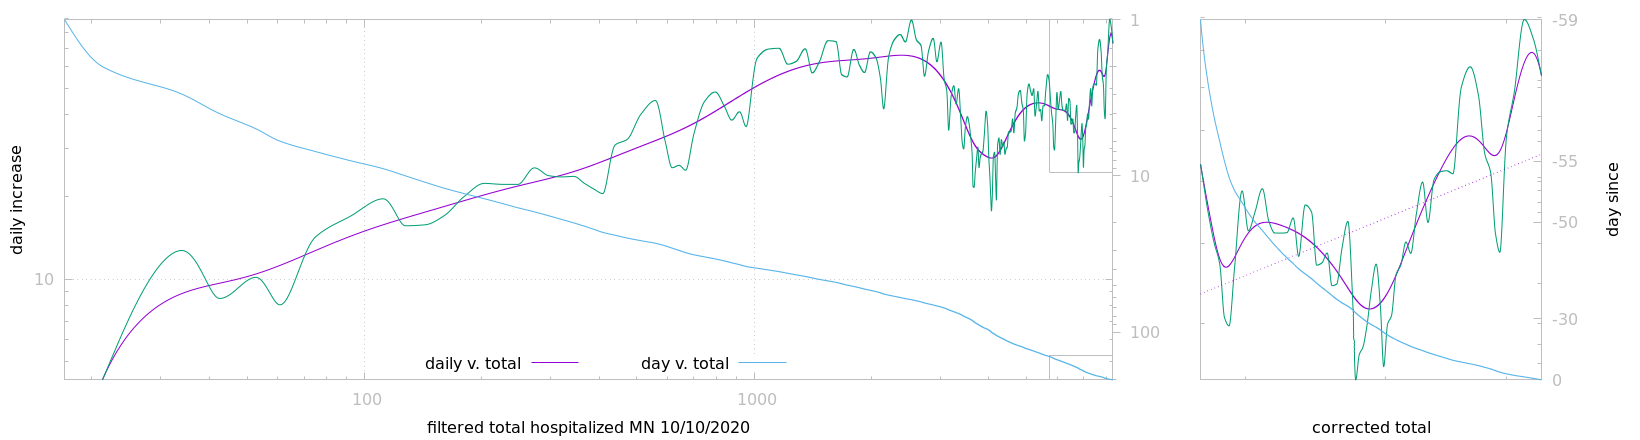 daily increase
10
daily v. total
day v. total
100
1000
filtered total hospitalized MN 10/10/2020
1
10
100
-59
-55
-50
-30
0
day since
corrected total